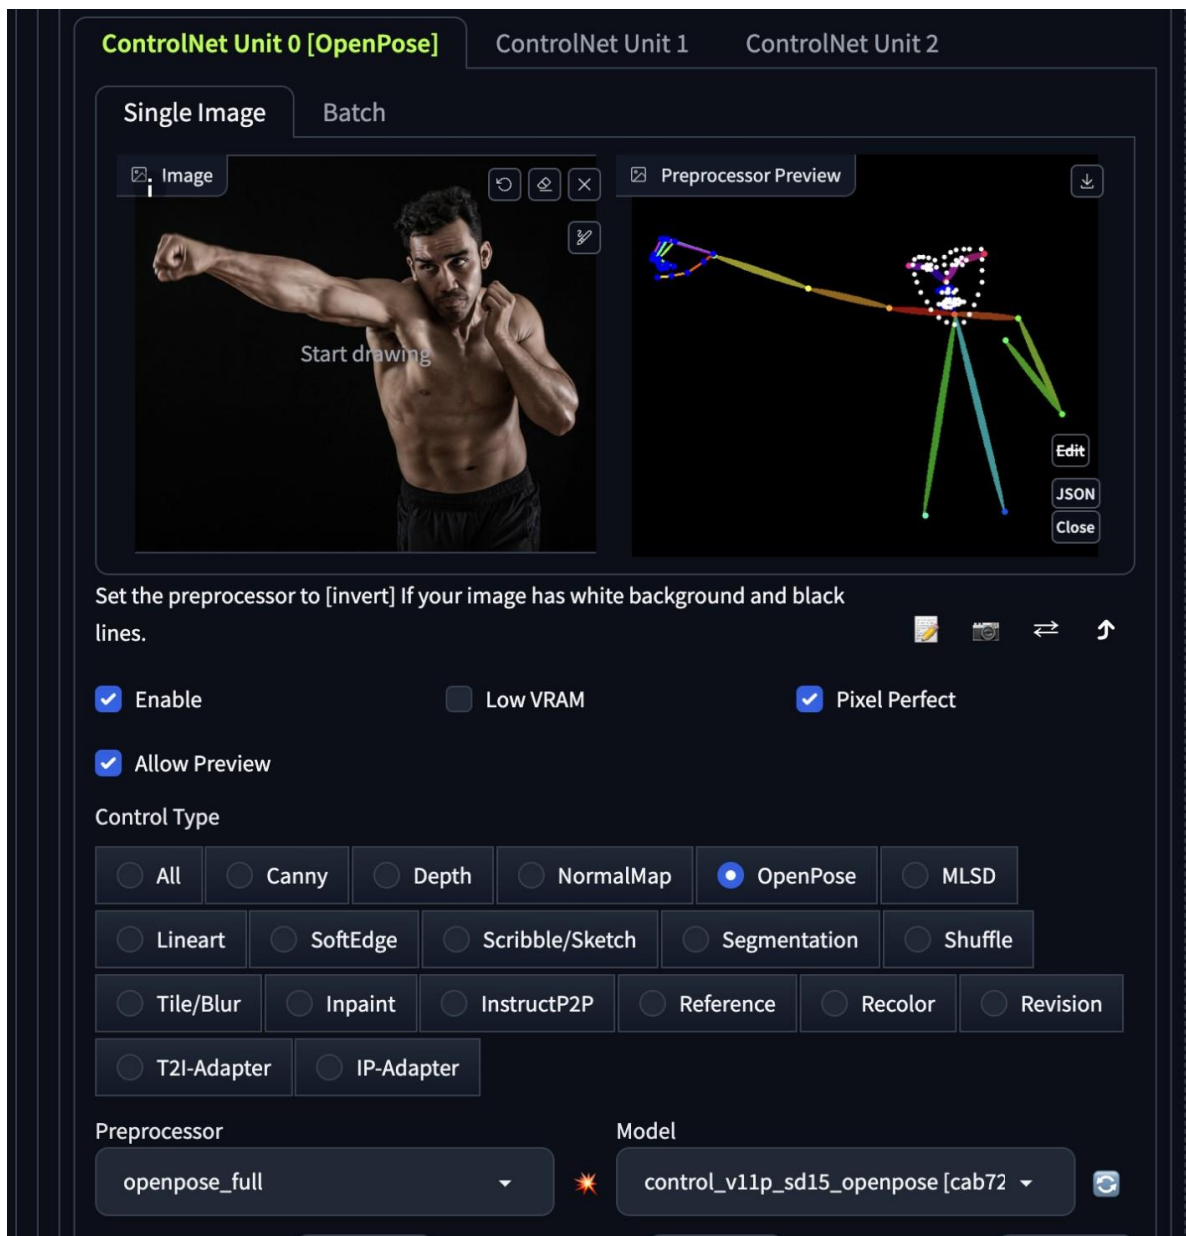 ControlNet Unit 0 [OpenPose] ControlNet Unit 1 ControlNet Unit 2
Single Image Batch
Image
Preprocessor Preview
Start drawing
Edit
JSON
Close
Set the preprocessor to [invert] If your image has white background and black
lines.
Enable Low VRAM Pixel Perfect
Allow Preview
Control Type
All Canny Depth NormalMap OpenPose MLSD
Lineart SoftEdge Scribble/Sketch Segmentation Shuffle
Tile/Blur Inpaint InstructP2P Reference Recolor Revision
T2I-Adapter IP-Adapter
Preprocessor Model
openpose_full control_v11p_sd15_openpose [cab72